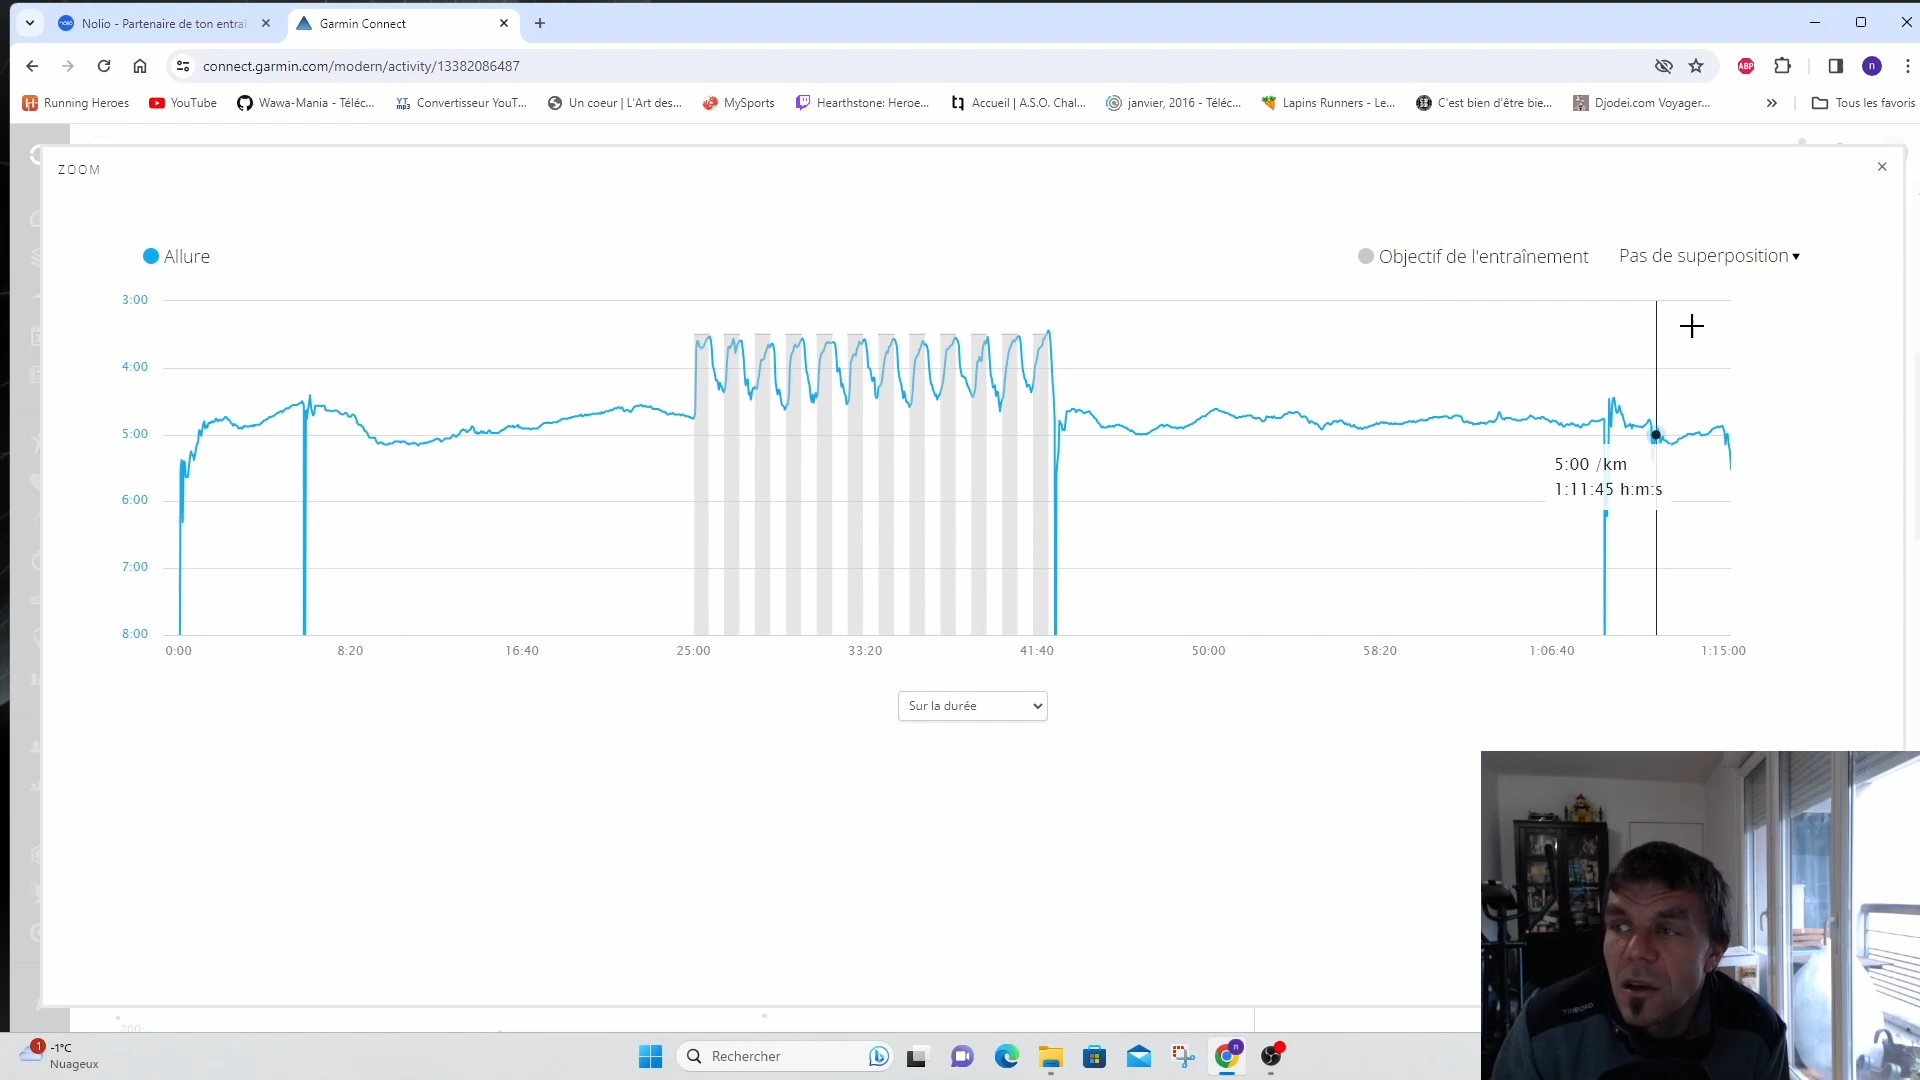 Nolio - Partenaire de ton entraî
Garmin Connect
connect.garmin.com/modern/activity/13382086487
ABP
n
Running Heroes
YouTube
Wawa-Mania - Téléc...
Convertisseur YouT...
Un coeur | L'Art des...
MySports
Hearthstone: Heroe...
Accueil | A.S.O. Chal...
janvier, 2016 - Téléc...
Lapins Runners - Le...
C'est bien d'être bie...
Djodei.com Voyager...
Tous les favoris
ZOOM
Allure
Objectif de l'entraînement
Pas de superposition
3:00
4:00
5:00
6:00
7:00
8:00
5:00 /km
1:11:45 h:m:s
0:00
8:20
16:40
25:00
33:20
41:40
50:00
58:20
1:06:40
1:15:00
Sur la durée
200
1
-1°C
Nuageux
Rechercher
n